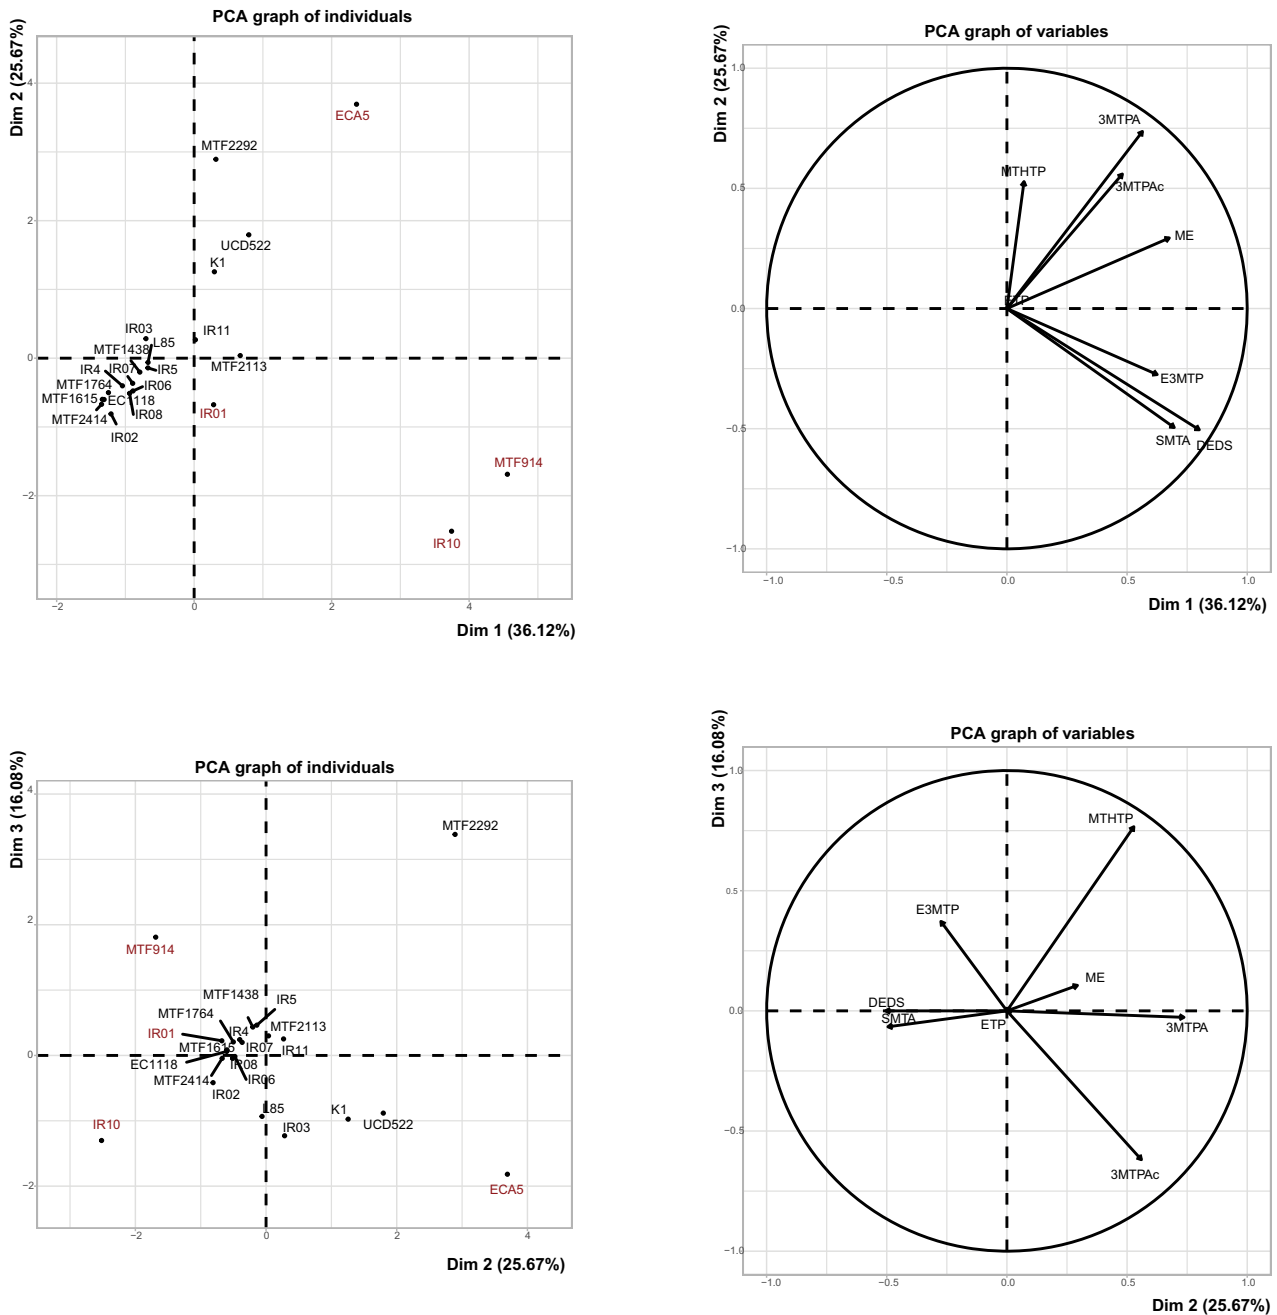 PCA graph of individuals
Dim 2 (25.67%)
4
2
0
−2
−2
0
2
4
Dim 1 (36.12%)
ECA5
MTF2292
UCD522
K1
IR03
IR11
L85
MTF1438
MTF2113
IR4
IR07
IR5
MTF1764
IR06
MTF1615
EC1118
IR01
MTF2414
IR08
IR02
MTF914
IR10
PCA graph of variables
Dim 2 (25.67%)
1.0
0.5
0.0
−0.5
−1.0
−1.0
−0.5
0.0
0.5
1.0
Dim 1 (36.12%)
3MTPA
MTHTP
3MTPAc
ME
ETP
E3MTP
SMTA
DEDS
PCA graph of individuals
Dim 3 (16.08%)
4
2
0
−2
−2
0
2
4
Dim 2 (25.67%)
MTF2292
MTF914
MTF1438
IR5
MTF1764
MTF2113
IR01
IR4
MTF1615
IR07
IR11
EC1118
IR08
MTF2414
IR06
IR02
L85
K1
IR10
IR03
UCD522
ECA5
PCA graph of variables
Dim 3 (16.08%)
1.0
0.5
0.0
−0.5
−1.0
−1.0
−0.5
0.0
0.5
1.0
Dim 2 (25.67%)
MTHTP
E3MTP
ME
DEDS
SMTA
ETP
3MTPA
3MTPAc